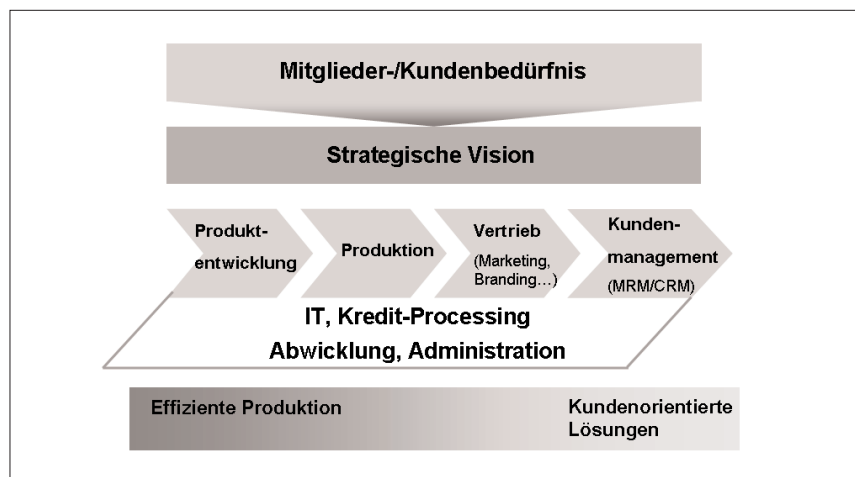 Mitglieder-/Kundenbedürfnis
Strategische Vision
Produkt-
entwicklung
Produktion
Vertrieb
(Marketing,
Branding…)
Kunden-
management
(MRM/CRM)
IT, Kredit-Processing
Abwicklung, Administration
Effiziente Produktion
Kundenorientierte
Lösungen